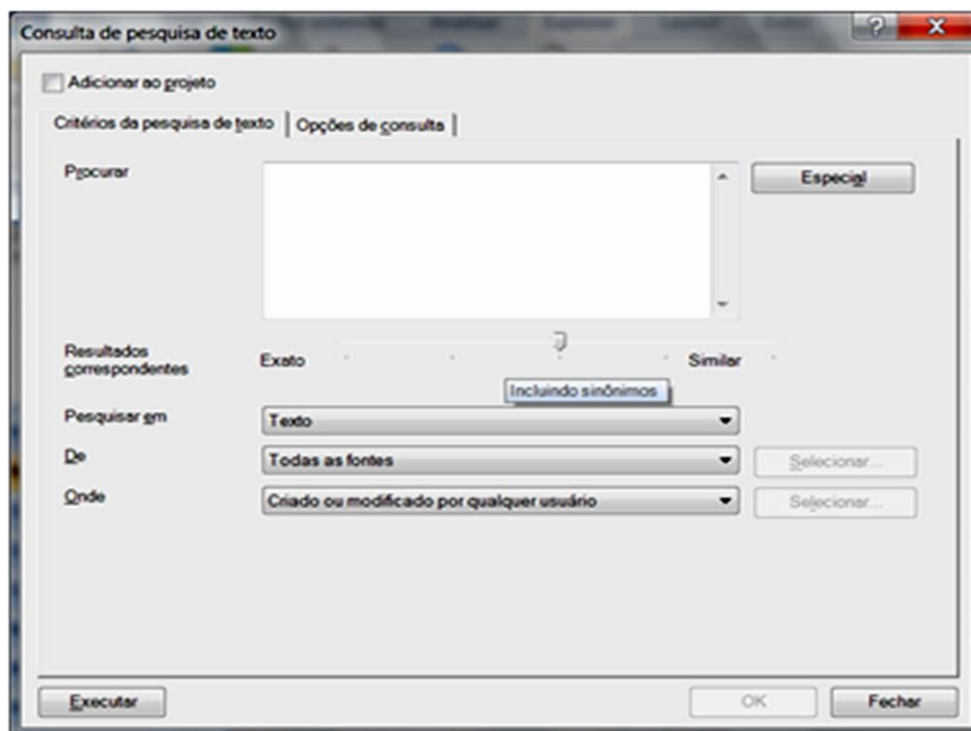 Consulta de pesquisa de texto
?
Adicionar ao projeto
Critérios da pesquisa de texto
Opções de consulta
Procurar
Especial
Resultados
correspondentes
Exato
Similar
Incluindo sinônimos
Pesquisar em
Texto
De
Todas as fontes
Selecionar...
Onde
Criado ou modificado por qualquer usuário
Selecionar...
Executar
OK
Fechar